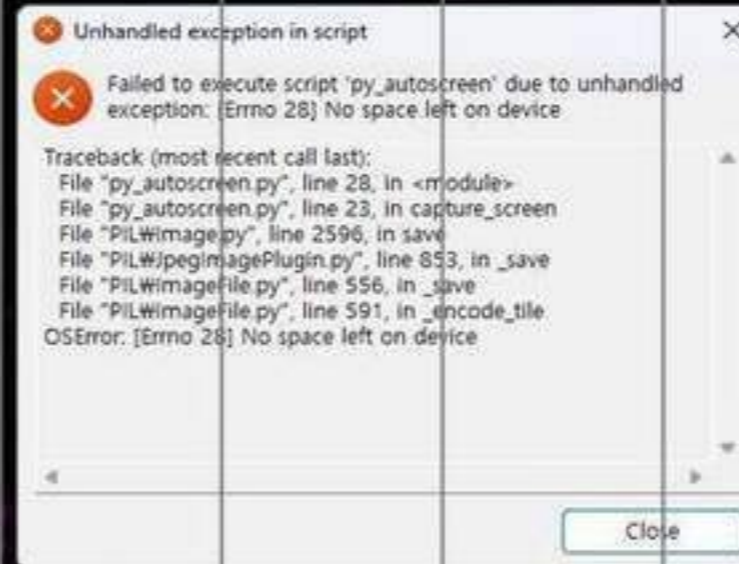 Unhandled exception in script
Failed to execute script 'py_autoscreen' due to unhandled
exception: [Errno 28] No space left on device
Traceback (most recent call last):
File "py_autoscreen.py", line 28, in <module>
File "py_autoscreen.py", line 23, in capture_screen
File "PIL₩Image.py", line 2596, in save
File "PIL₩JpegImagePlugin.py", line 853, in _save
File "PIL₩ImageFile.py", line 556, in _save
File "PIL₩ImageFile.py", line 591, in _encode_tile
OSError: [Errno 28] No space left on device
Close